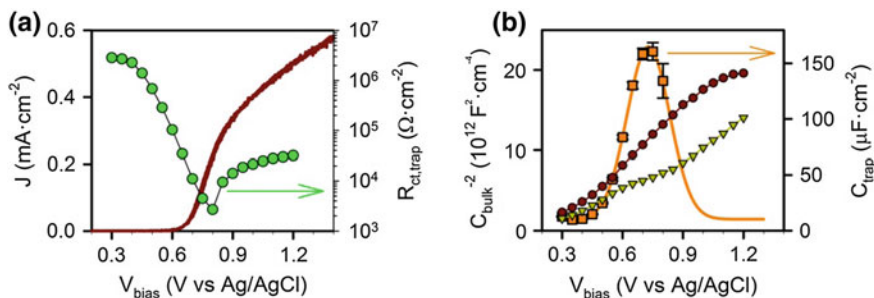 (a)
0.6
0.4
0.2
0.0
J (mA·cm⁻²)
0.3 0.6 0.9 1.2
V_bias (V vs Ag/AgCl)
10⁷
10⁶
10⁵
10⁴
10³
R_ct,trap (Ω·cm⁻²)
(b)
20
10
0
C_bulk⁻² (10¹² F²·cm⁻⁴)
0.3 0.6 0.9 1.2
V_bias (V vs Ag/AgCl)
150
100
50
0
C_trap (μF·cm⁻²)